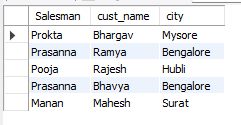 Salesman cust_name city
Prokta Bhargav Mysore
Prasanna Ramya Bengalore
Pooja Rajesh Hubli
Prasanna Bhavya Bengalore
Manan Mahesh Surat